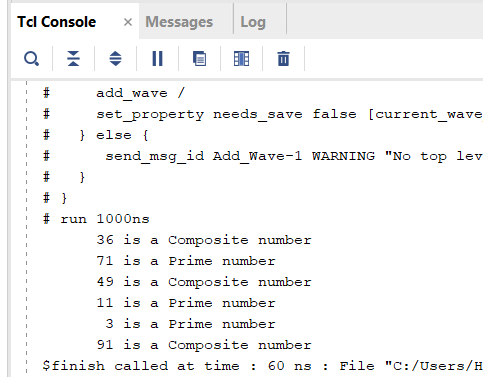 Tcl Console × Messages Log
# add_wave /
# set_property needs_save false [current_wave
# } else {
# send_msg_id Add_Wave-1 WARNING "No top lev
# }
# }
# run 1000ns
36 is a Composite number
71 is a Prime number
49 is a Composite number
11 is a Prime number
3 is a Prime number
91 is a Composite number
$finish called at time : 60 ns : File "C:/Users/H